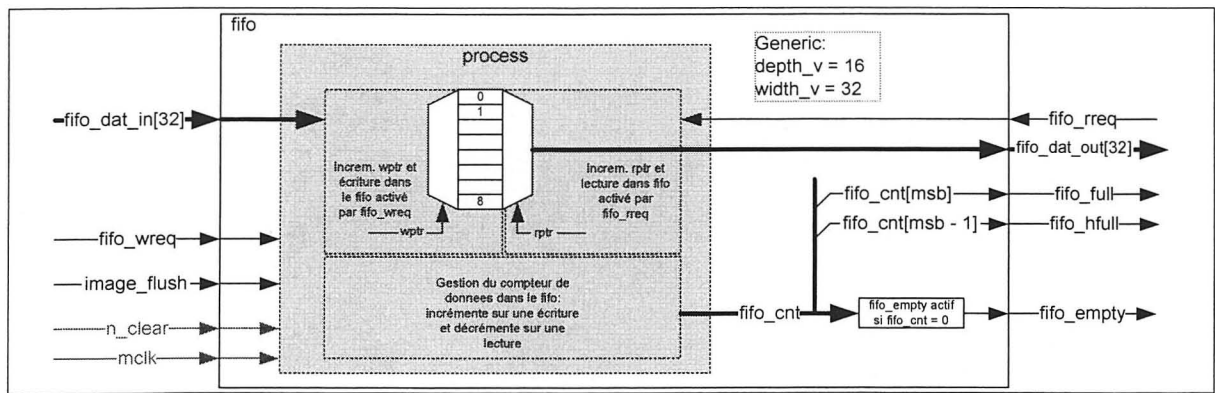 fifo
process
Generic:
depth_v = 16
width_v = 32
fifo_dat_in[32]
0
1
8
Increm. wptr et
écriture dans
le fifo activé
par fifo_wreq
wptr
Increm. rptr et
lecture dans fifo
activé par
fifo_rreq
rptr
fifo_rreq
fifo_dat_out[32]
fifo_cnt[msb]
fifo_full
fifo_cnt[msb - 1]
fifo_hfull
fifo_wreq
image_flush
n_clear
mclk
Gestion du compteur de
donnees dans le fifo:
incrémente sur une écriture
et décrémente sur une
lecture
fifo_cnt
fifo_empty actif
si fifo_cnt = 0
fifo_empty